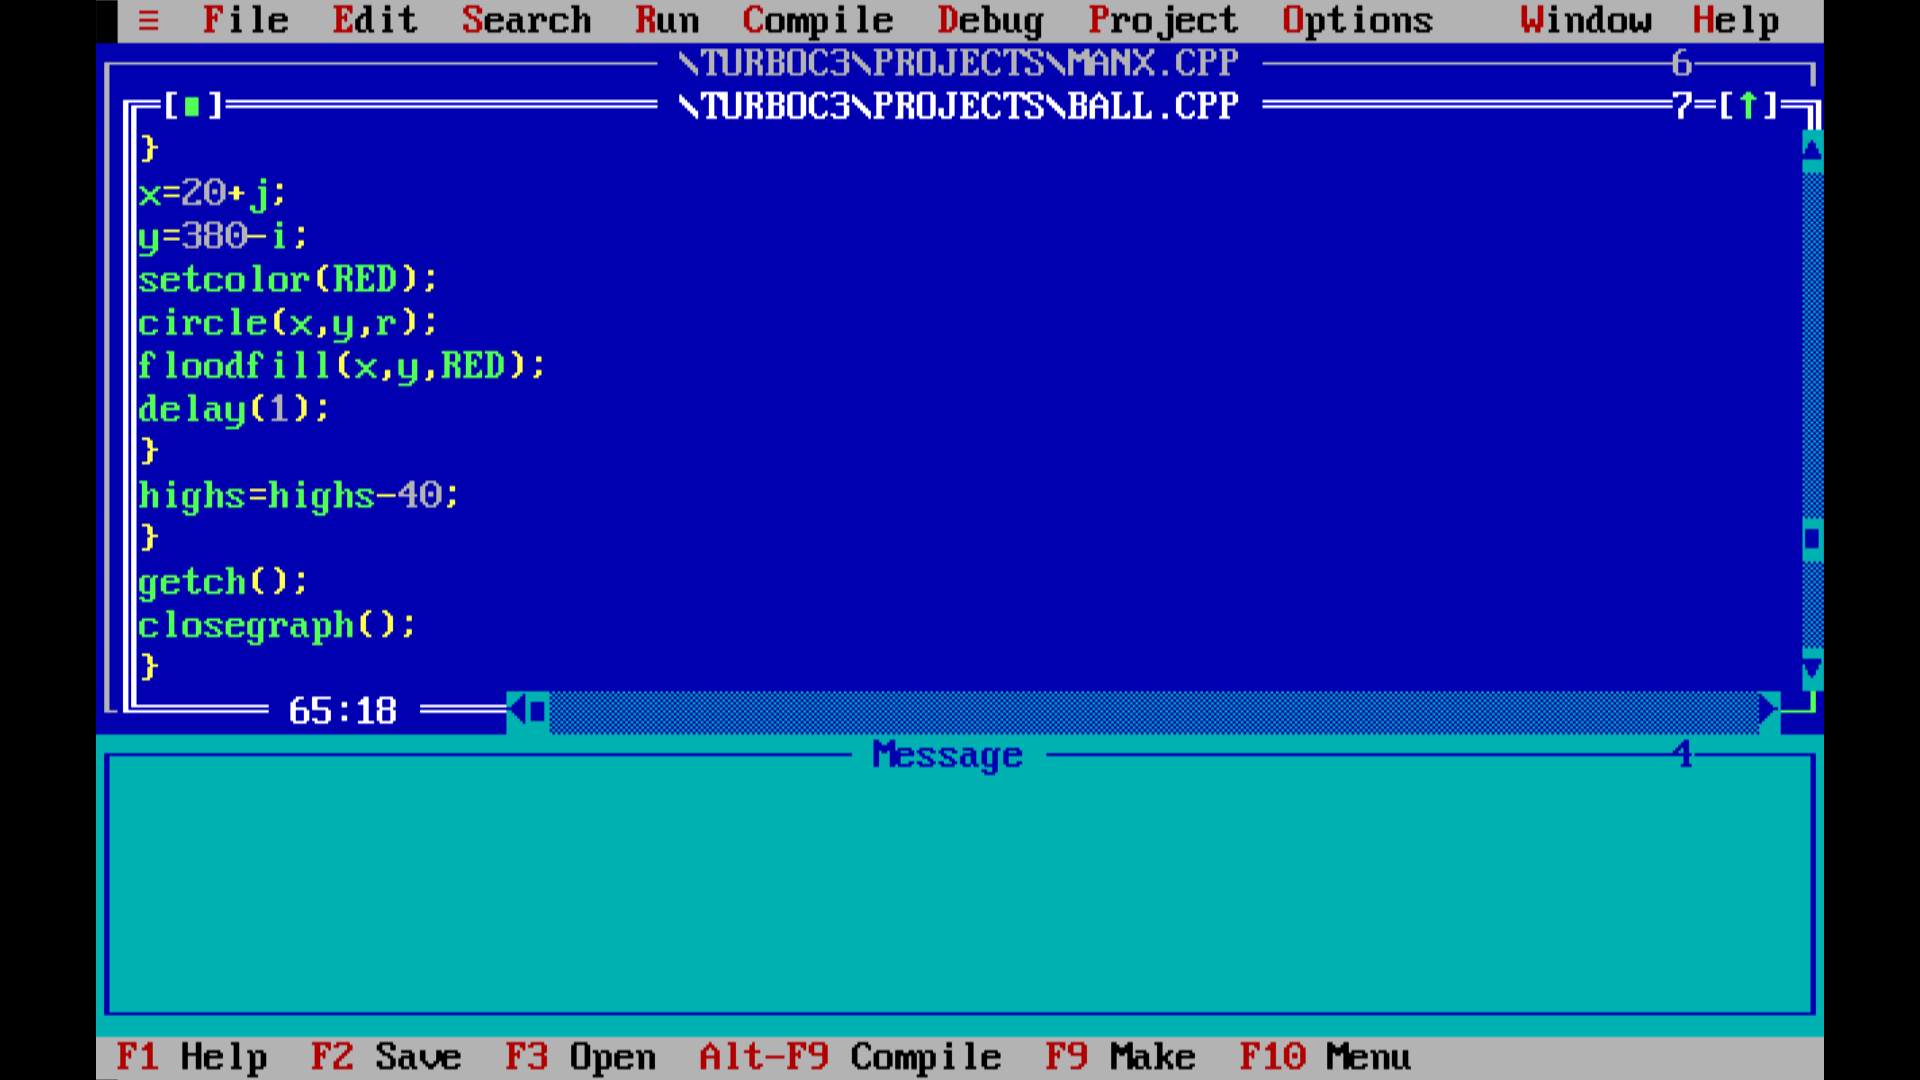 ≡ File Edit Search Run Compile Debug Project Options Window Help
\TURBOC3\PROJECTS\MANX.CPP 6
[■] \TURBOC3\PROJECTS\BALL.CPP 7=[↑]
}
x=20+j;
y=380-i;
setcolor(RED);
circle(x,y,r);
floodfill(x,y,RED);
delay(1);
}
highs=highs-40;
}
getch();
closegraph();
}
65:18
Message 4
F1 Help F2 Save F3 Open Alt-F9 Compile F9 Make F10 Menu